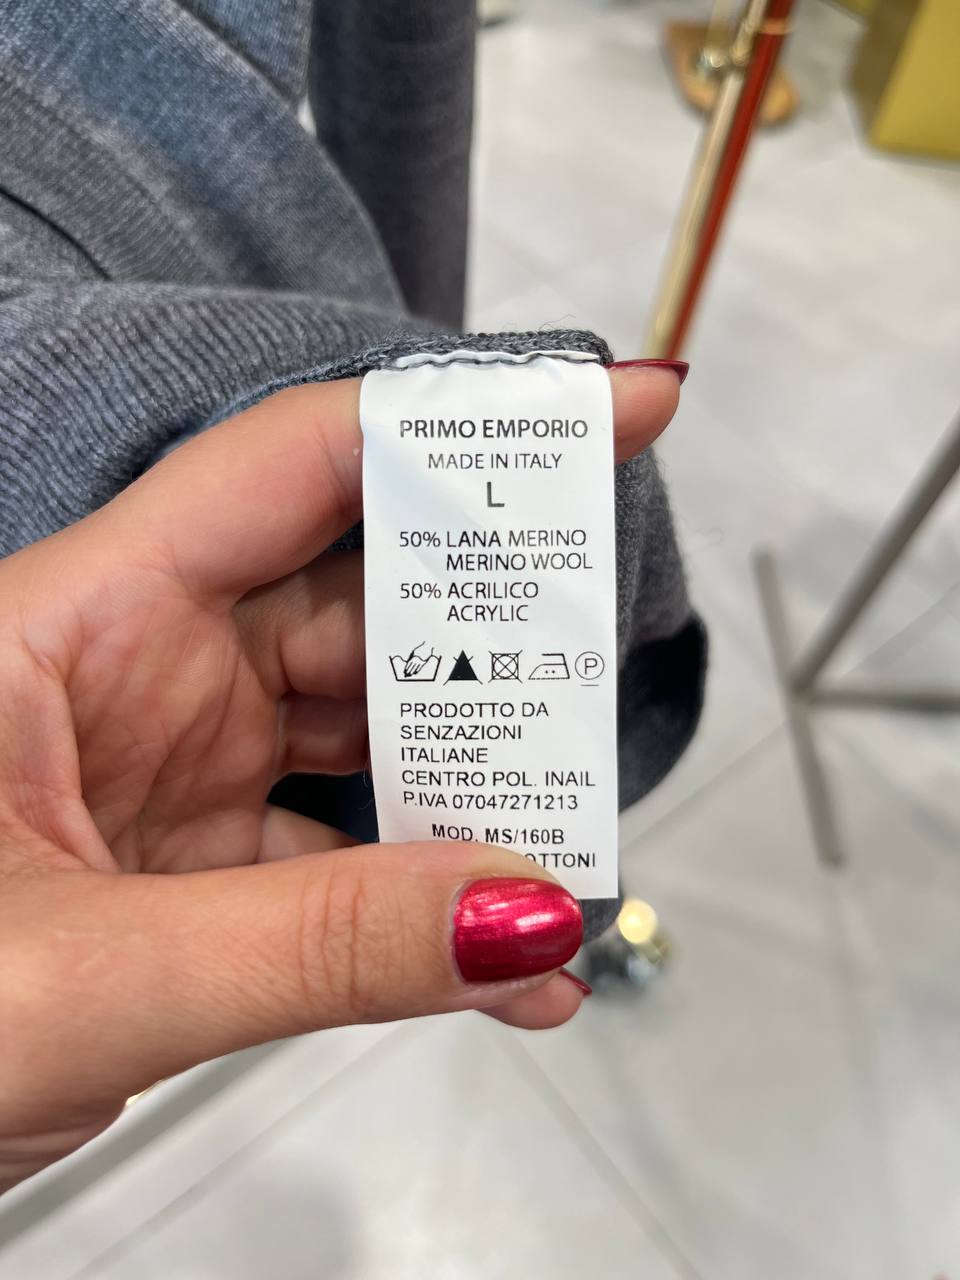 PRIMO EMPORIO
MADE IN ITALY
L
50% LANA MERINO
MERINO WOOL
50% ACRILICO
ACRYLIC
P
PRODOTTO DA
SENZAZIONI
ITALIANE
CENTRO POL. INAIL
P.IVA 07047271213
MOD. MS/160B